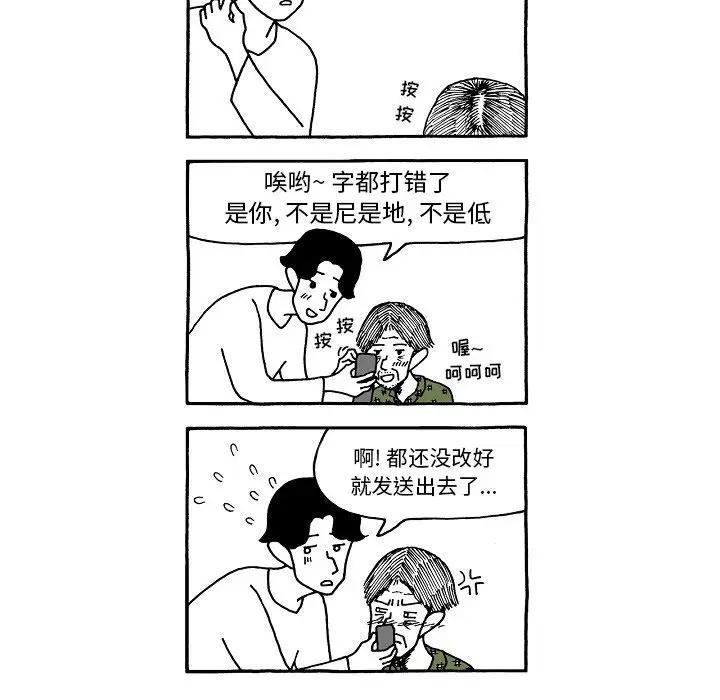 按
按
唉哟~ 字都打错了
是你, 不是尼是地, 不是低
按
按
喔~
呵呵呵
啊! 都还没改好
就发送出去了...